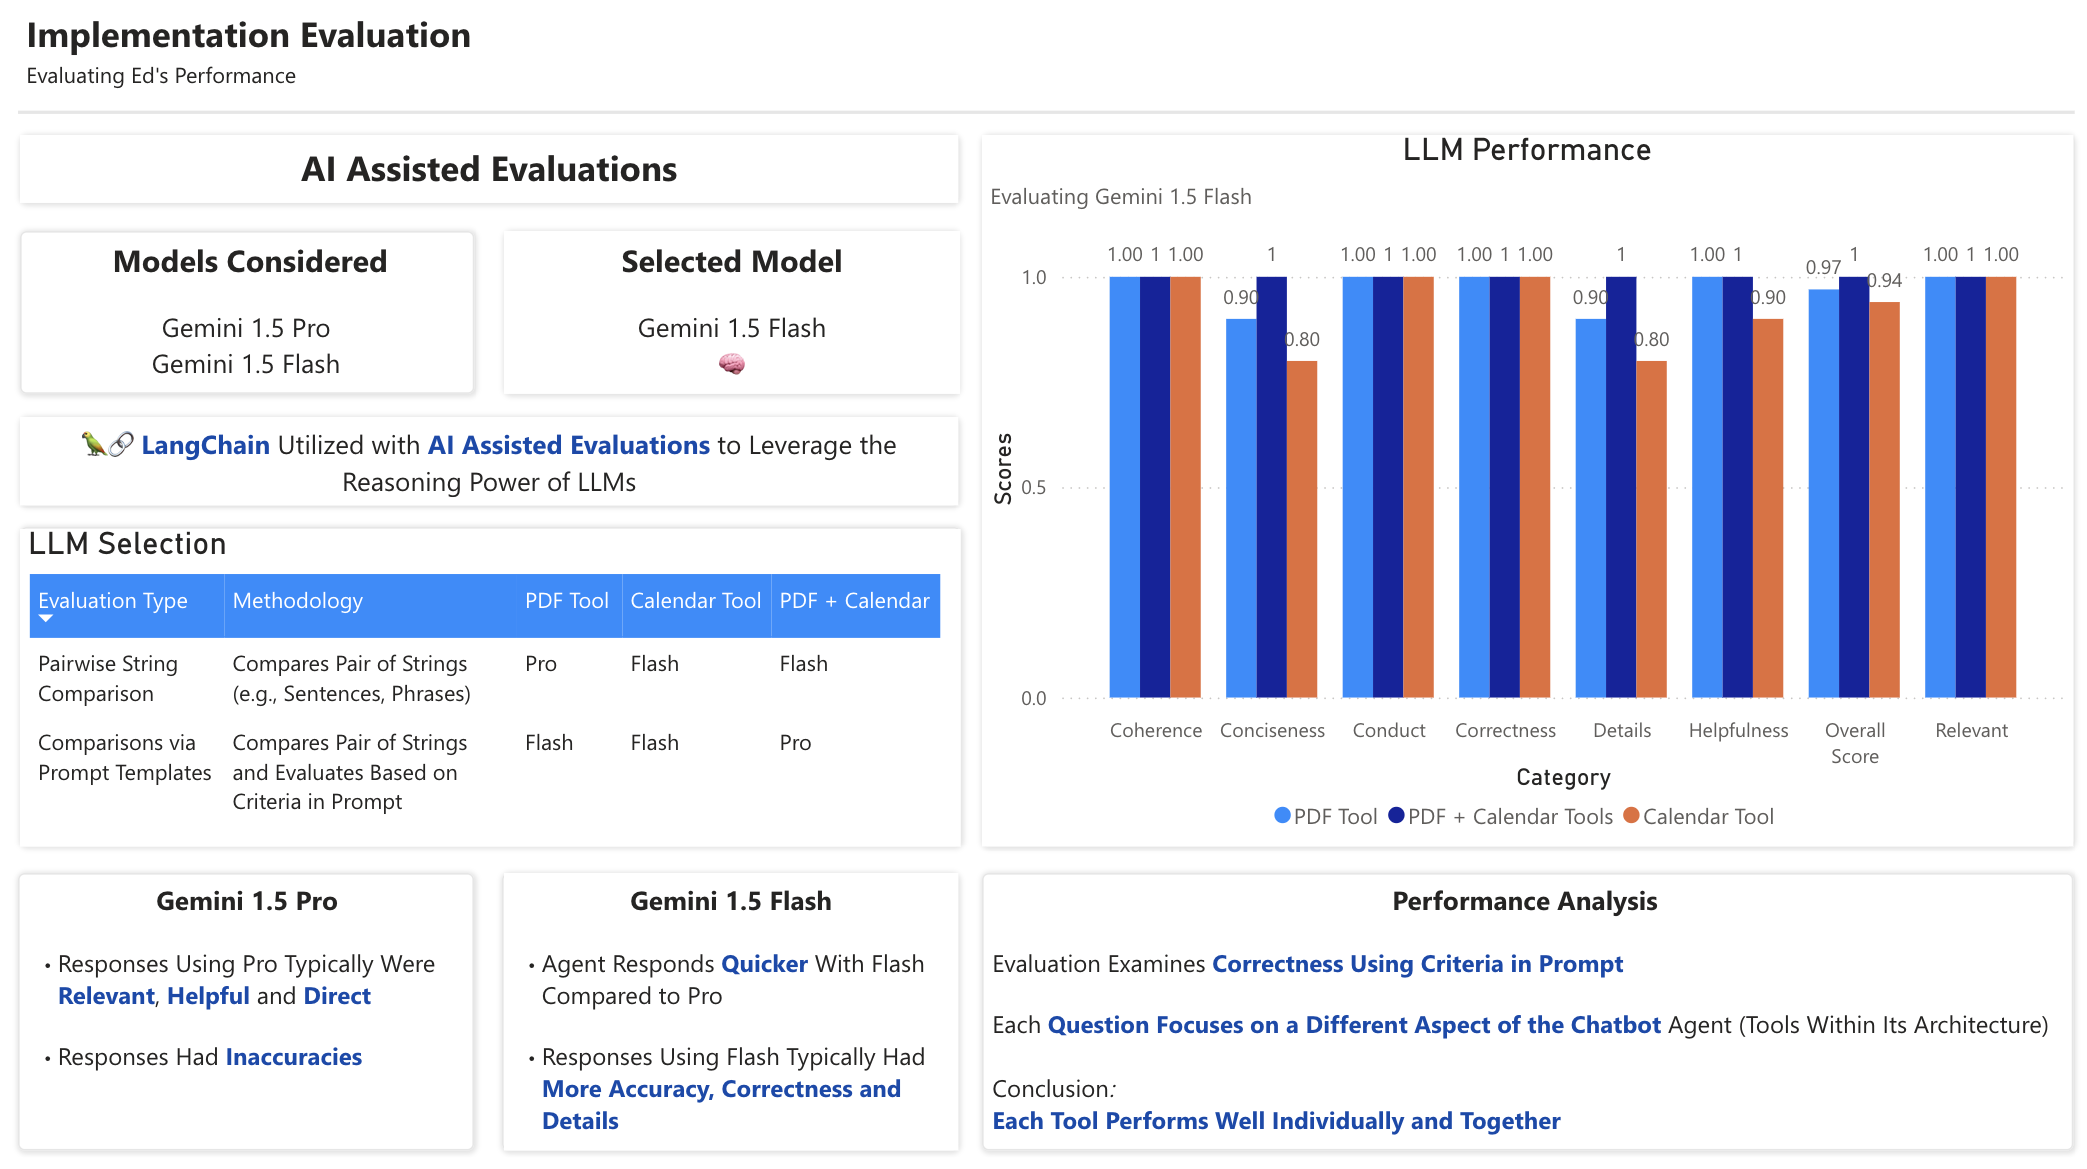 Implementation Evaluation
Evaluating Ed's Performance
AI Assisted Evaluations
Models Considered
Gemini 1.5 Pro
Gemini 1.5 Flash
Selected Model
Gemini 1.5 Flash
LangChain Utilized with AI Assisted Evaluations to Leverage the
Reasoning Power of LLMs
LLM Selection
Evaluation Type Methodology PDF Tool Calendar Tool PDF + Calendar
Pairwise String Compares Pair of Strings Pro Flash Flash
Comparison (e.g., Sentences, Phrases)
Comparisons via Compares Pair of Strings Flash Flash Pro
Prompt Templates and Evaluates Based on
Criteria in Prompt
LLM Performance
Evaluating Gemini 1.5 Flash
1.00 1 1.00 1 1.00 1 1.00 1.00 1 1.00 1 1.00 1 1 1.00 1 1.00
0.97 0.94
1.0
0.90 0.90 0.90
0.80 0.80
Scores
0.5
0.0
Coherence Conciseness Conduct Correctness Details Helpfulness Overall Relevant
Score
Category
PDF Tool PDF + Calendar Tools Calendar Tool
Gemini 1.5 Pro
• Responses Using Pro Typically Were
Relevant, Helpful and Direct
• Responses Had Inaccuracies
Gemini 1.5 Flash
• Agent Responds Quicker With Flash
Compared to Pro
• Responses Using Flash Typically Had
More Accuracy, Correctness and
Details
Performance Analysis
Evaluation Examines Correctness Using Criteria in Prompt
Each Question Focuses on a Different Aspect of the Chatbot Agent (Tools Within Its Architecture)
Conclusion:
Each Tool Performs Well Individually and Together